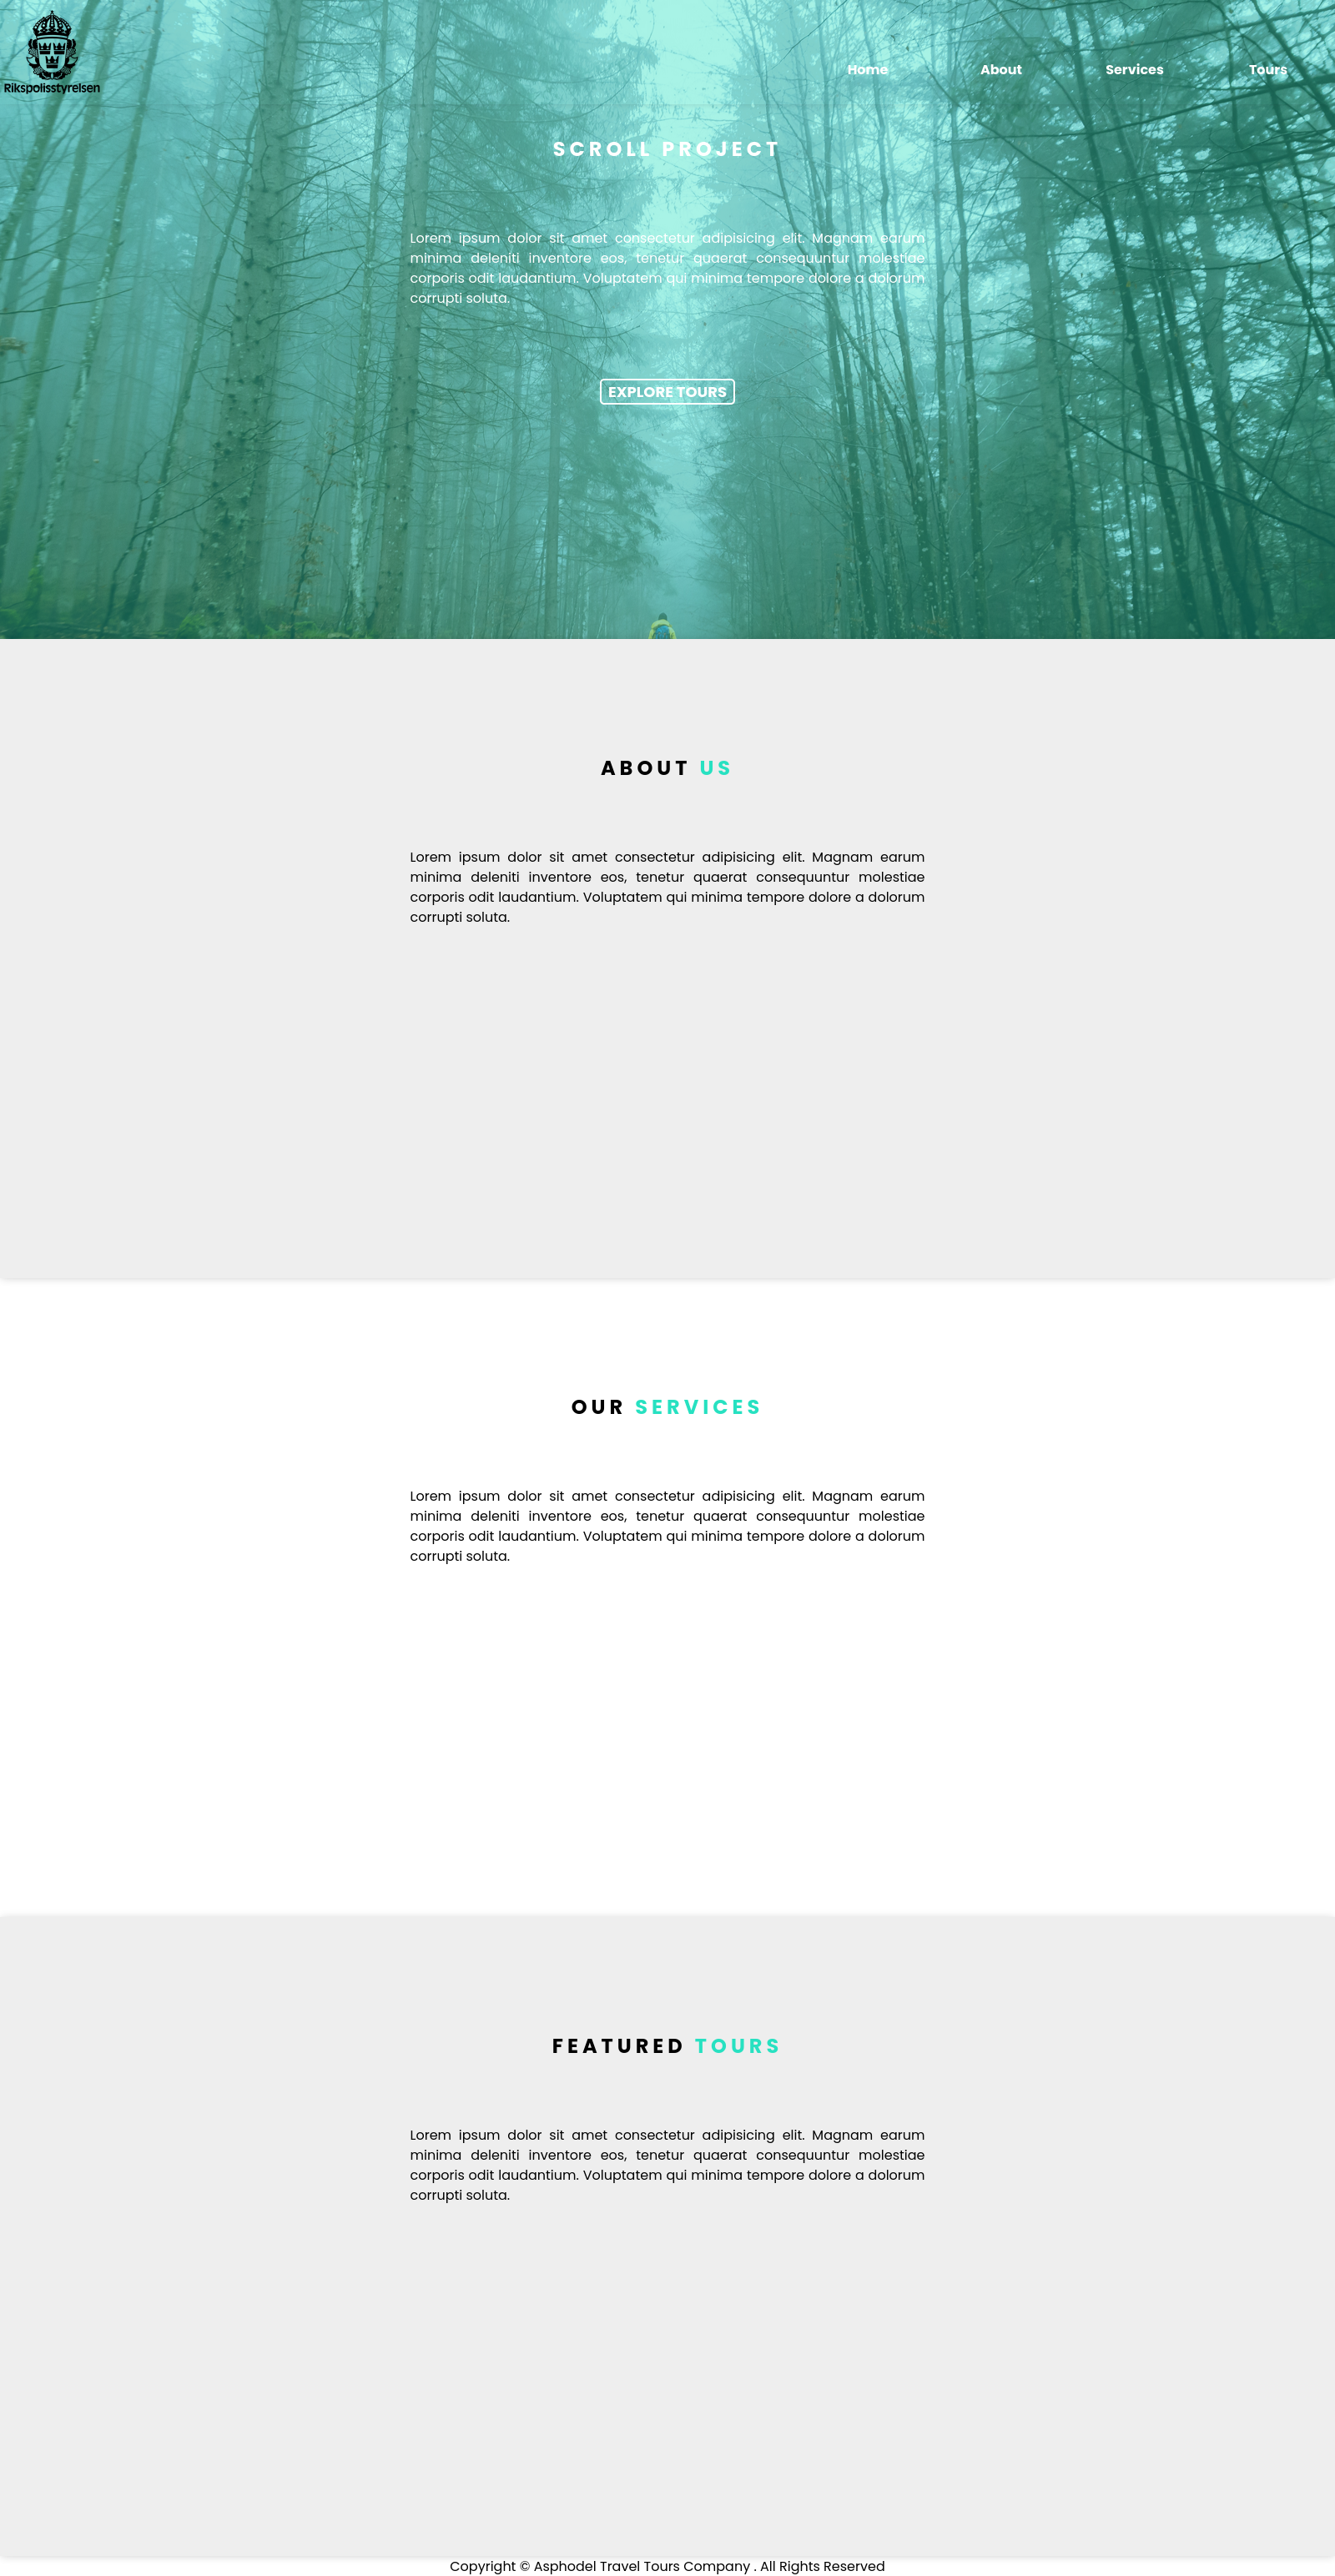 Rikspolisstyrelsen
Home About Services Tours
SCROLL PROJECT
Lorem ipsum dolor sit amet consectetur adipisicing elit. Magnam earum
minima deleniti inventore eos, tenetur quaerat consequuntur molestiae
corporis odit laudantium. Voluptatem qui minima tempore dolore a dolorum
corrupti soluta.
EXPLORE TOURS
ABOUT US
Lorem ipsum dolor sit amet consectetur adipisicing elit. Magnam earum
minima deleniti inventore eos, tenetur quaerat consequuntur molestiae
corporis odit laudantium. Voluptatem qui minima tempore dolore a dolorum
corrupti soluta.
OUR SERVICES
Lorem ipsum dolor sit amet consectetur adipisicing elit. Magnam earum
minima deleniti inventore eos, tenetur quaerat consequuntur molestiae
corporis odit laudantium. Voluptatem qui minima tempore dolore a dolorum
corrupti soluta.
FEATURED TOURS
Lorem ipsum dolor sit amet consectetur adipisicing elit. Magnam earum
minima deleniti inventore eos, tenetur quaerat consequuntur molestiae
corporis odit laudantium. Voluptatem qui minima tempore dolore a dolorum
corrupti soluta.
Copyright © Asphodel Travel Tours Company . All Rights Reserved